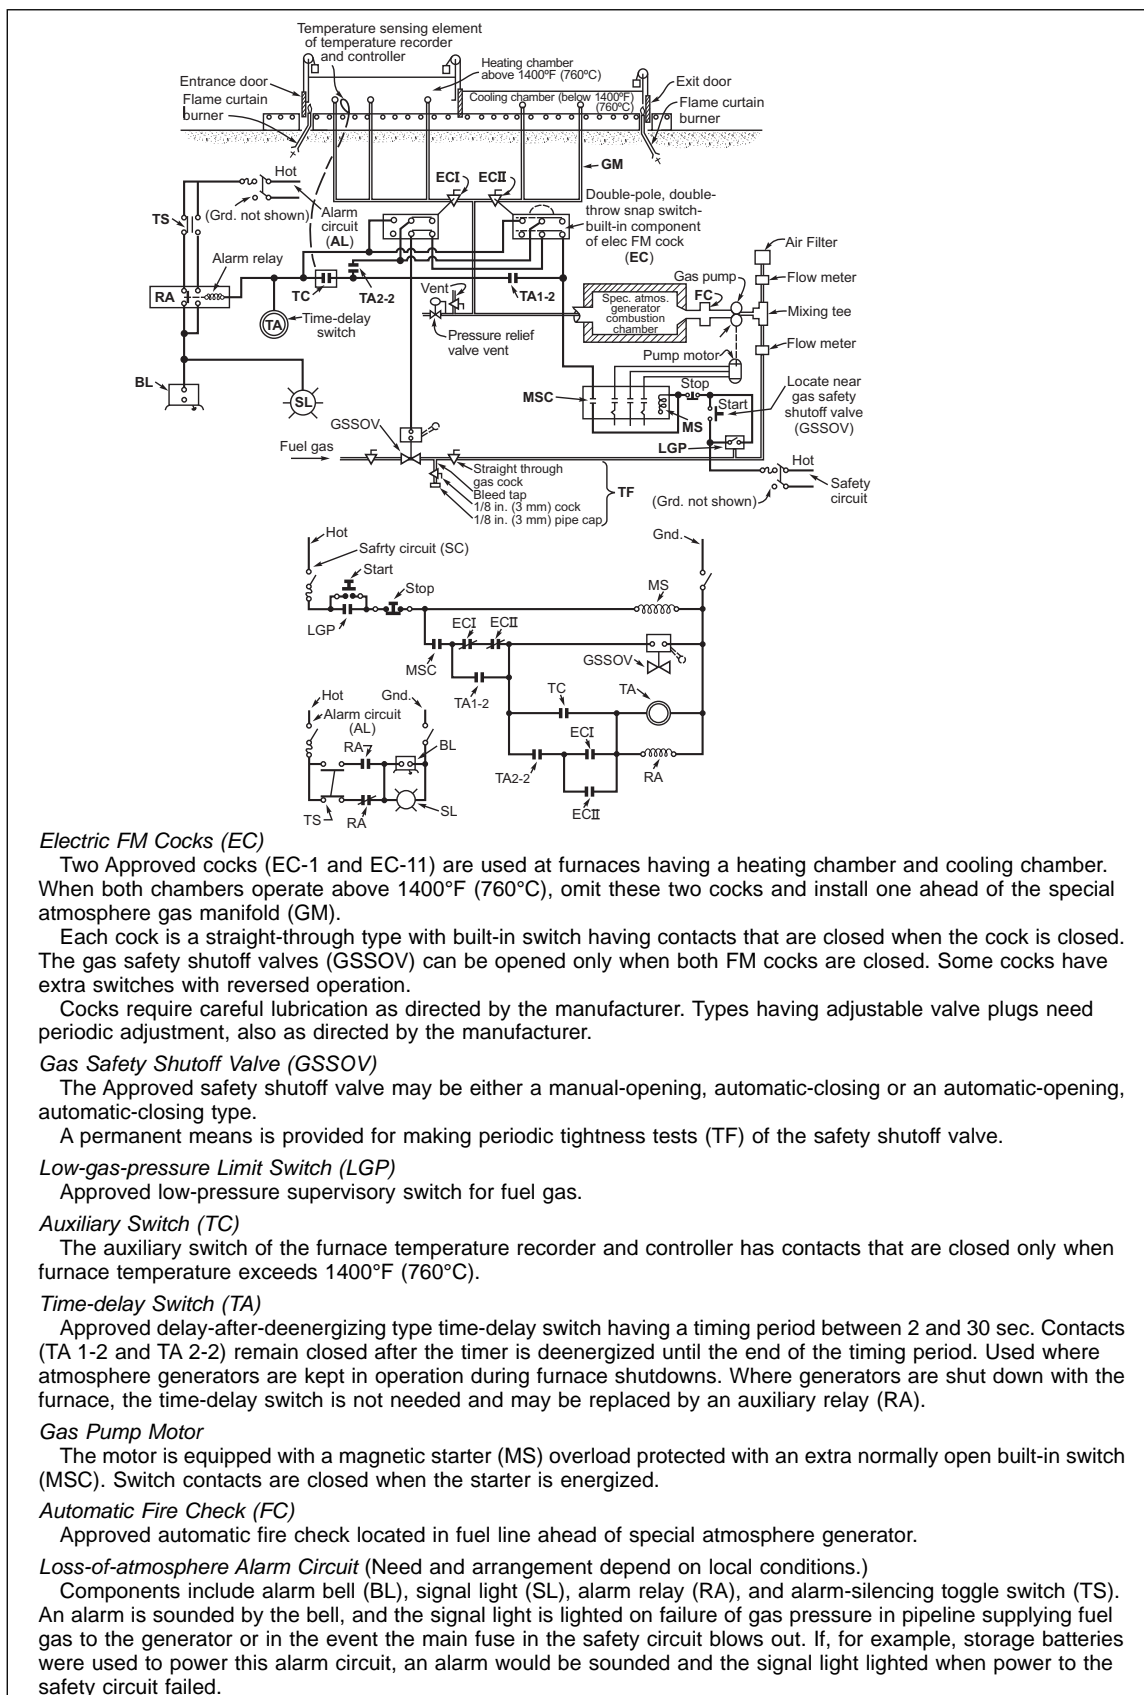 Temperature sensing element
of temperature recorder
and controller
Heating chamber
above 1400ºF (760ºC)
Entrance door
Flame curtain
burner
Cooling chamber (below 1400ºF)
(760ºC)
Exit door
Flame curtain
burner
GM
ECI
ECII
Hot
(Grd. not shown)
TS
Alarm
circuit
(AL)
Double-pole, double-
throw snap switch-
built-in component
of elec FM cock
(EC)
Air Filter
Alarm relay
RA
TC
TA2-2
TA1-2
Vent
Gas pump
FC
Flow meter
Spec. atmos.
generator
combustion
chamber
Mixing tee
TA
Time-delay
switch
Pressure relief
valve vent
Flow meter
Pump motor
BL
SL
MSC
Stop
MS
Start
Locate near
gas safety
shutoff valve
(GSSOV)
LGP
GSSOV
Fuel gas
Straight through
gas cock
Bleed tap
1/8 in. (3 mm) cock
1/8 in. (3 mm) pipe cap
TF
Hot
(Grd. not shown)
Safety
circuit
Hot
Gnd.
Safrty circuit (SC)
Start
Stop
LGP
MS
ECI
ECII
MSC
GSSOV
TA1-2
TC
TA
ECI
TA2-2
RA
ECII
Hot
Gnd.
Alarm circuit
(AL)
RA
BL
TS
RA
SL
Electric FM Cocks (EC)
Two Approved cocks (EC-1 and EC-11) are used at furnaces having a heating chamber and cooling chamber.
When both chambers operate above 1400°F (760°C), omit these two cocks and install one ahead of the special
atmosphere gas manifold (GM).
Each cock is a straight-through type with built-in switch having contacts that are closed when the cock is closed.
The gas safety shutoff valves (GSSOV) can be opened only when both FM cocks are closed. Some cocks have
extra switches with reversed operation.
Cocks require careful lubrication as directed by the manufacturer. Types having adjustable valve plugs need
periodic adjustment, also as directed by the manufacturer.
Gas Safety Shutoff Valve (GSSOV)
The Approved safety shutoff valve may be either a manual-opening, automatic-closing or an automatic-opening,
automatic-closing type.
A permanent means is provided for making periodic tightness tests (TF) of the safety shutoff valve.
Low-gas-pressure Limit Switch (LGP)
Approved low-pressure supervisory switch for fuel gas.
Auxiliary Switch (TC)
The auxiliary switch of the furnace temperature recorder and controller has contacts that are closed only when
furnace temperature exceeds 1400°F (760°C).
Time-delay Switch (TA)
Approved delay-after-deenergizing type time-delay switch having a timing period between 2 and 30 sec. Contacts
(TA 1-2 and TA 2-2) remain closed after the timer is deenergized until the end of the timing period. Used where
atmosphere generators are kept in operation during furnace shutdowns. Where generators are shut down with the
furnace, the time-delay switch is not needed and may be replaced by an auxiliary relay (RA).
Gas Pump Motor
The motor is equipped with a magnetic starter (MS) overload protected with an extra normally open built-in switch
(MSC). Switch contacts are closed when the starter is energized.
Automatic Fire Check (FC)
Approved automatic fire check located in fuel line ahead of special atmosphere generator.
Loss-of-atmosphere Alarm Circuit (Need and arrangement depend on local conditions.)
Components include alarm bell (BL), signal light (SL), alarm relay (RA), and alarm-silencing toggle switch (TS).
An alarm is sounded by the bell, and the signal light is lighted on failure of gas pressure in pipeline supplying fuel
gas to the generator or in the event the main fuse in the safety circuit blows out. If, for example, storage batteries
were used to power this alarm circuit, an alarm would be sounded and the signal light lighted when power to the
safety circuit failed.